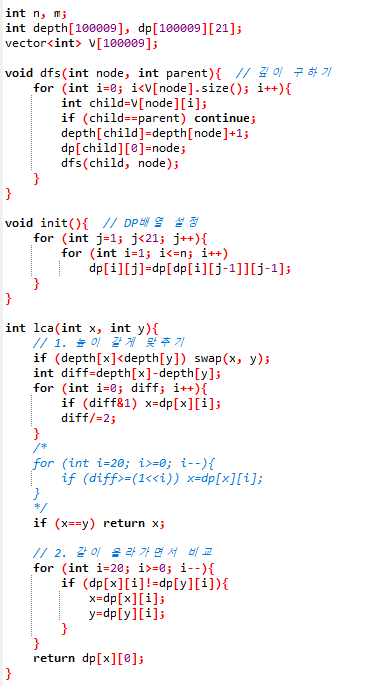 int n, m;
int depth[100009], dp[100009][21];
vector<int> V[100009];

void dfs(int node, int parent){  // 깊이 구하기
    for (int i=0; i<V[node].size(); i++){
        int child=V[node][i];
        if (child==parent) continue;
        depth[child]=depth[node]+1;
        dp[child][0]=node;
        dfs(child, node);
    }
}

void init(){  // DP배열 설정
    for (int j=1; j<21; j++){
        for (int i=1; i<=n; i++)
            dp[i][j]=dp[dp[i][j-1]][j-1];
    }
}

int lca(int x, int y){
    // 1. 높이 같게 맞추기
    if (depth[x]<depth[y]) swap(x, y);
    int diff=depth[x]-depth[y];
    for (int i=0; diff; i++){
        if (diff&1) x=dp[x][i];
        diff/=2;
    }
    /*
    for (int i=20; i>=0; i--){
        if (diff>=(1<<i)) x=dp[x][i];
    }
    */
    if (x==y) return x;

    // 2. 같이 올라가면서 비교
    for (int i=20; i>=0; i--){
        if (dp[x][i]!=dp[y][i]){
            x=dp[x][i];
            y=dp[y][i];
        }
    }
    return dp[x][0];
}